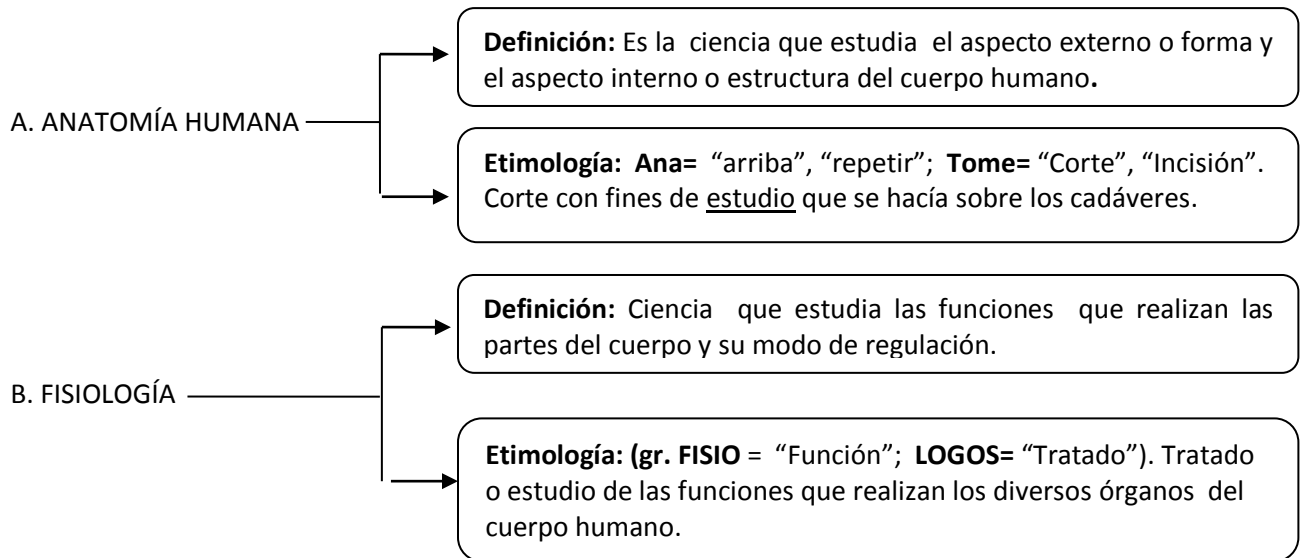 Definición: Es la ciencia que estudia el aspecto externo o forma y
el aspecto interno o estructura del cuerpo humano.
A. ANATOMÍA HUMANA
Etimología: Ana= “arriba”, “repetir”; Tome= “Corte”, “Incisión”.
Corte con fines de estudio que se hacía sobre los cadáveres.
Definición: Ciencia que estudia las funciones que realizan las
partes del cuerpo y su modo de regulación.
B. FISIOLOGÍA
Etimología: (gr. FISIO = “Función”; LOGOS= “Tratado”). Tratado
o estudio de las funciones que realizan los diversos órganos del
cuerpo humano.